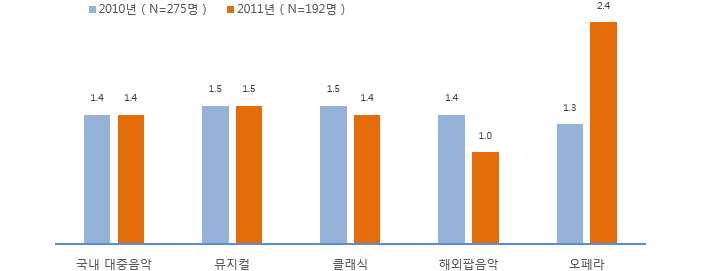 2010년 ( N=275명 ) 2011년 ( N=192명 )
2.4
1.4 1.4 1.5 1.5 1.5 1.4 1.4 1.0 1.3
국내 대중음악 뮤지컬 클래식 해외팝음악 오페라